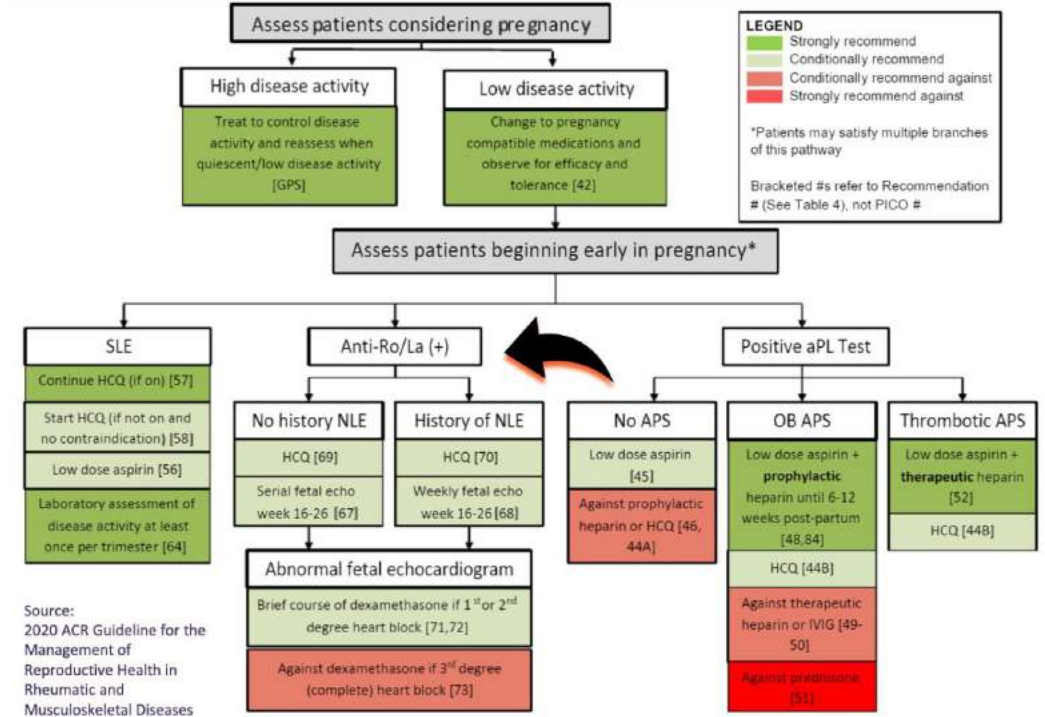 Assess patients considering pregnancy
LEGEND
Strongly recommend
Conditionally recommend
Conditionally recommend against
Strongly recommend against
*Patients may satisfy multiple branches
of this pathway
Bracketed #s refer to Recommendation
# (See Table 4), not PICO #
High disease activity
Treat to control disease
activity and reassess when
quiescent/low disease activity
[GPS]
Low disease activity
Change to pregnancy
compatible medications and
observe for efficacy and
tolerance [42]
Assess patients beginning early in pregnancy*
SLE
Continue HCQ (if on) [57]
Start HCQ (if not on and
no contraindication) [58]
Low dose aspirin [56]
Laboratory assessment of
disease activity at least
once per trimester [64]
Anti-Ro/La (+)
No history NLE
HCQ [69]
Serial fetal echo
week 16-26 [67]
History of NLE
HCQ [70]
Weekly fetal echo
week 16-26[68]
Abnormal fetal echocardiogram
Brief course of dexamethasone if 1st or 2nd
degree heart block [71,72]
Against dexamethasone if 3rd degree
(complete) heart block [73]
Positive aPL Test
No APS
Low dose aspirin
[45]
Against prophylactic
heparin or HCQ [46,
44A]
OB APS
Low dose aspirin +
prophylactic
heparin until 6-12
weeks post-partum
[48,84]
HCQ [44B]
Against therapeutic
heparin or IVIG [49-
50]
Against prednisone
[51]
Thrombotic APS
Low dose aspirin +
therapeutic heparin
[52]
HCQ [44B]
Source:
2020 ACR Guideline for the
Management of
Reproductive Health in
Rheumatic and
Musculoskeletal Diseases